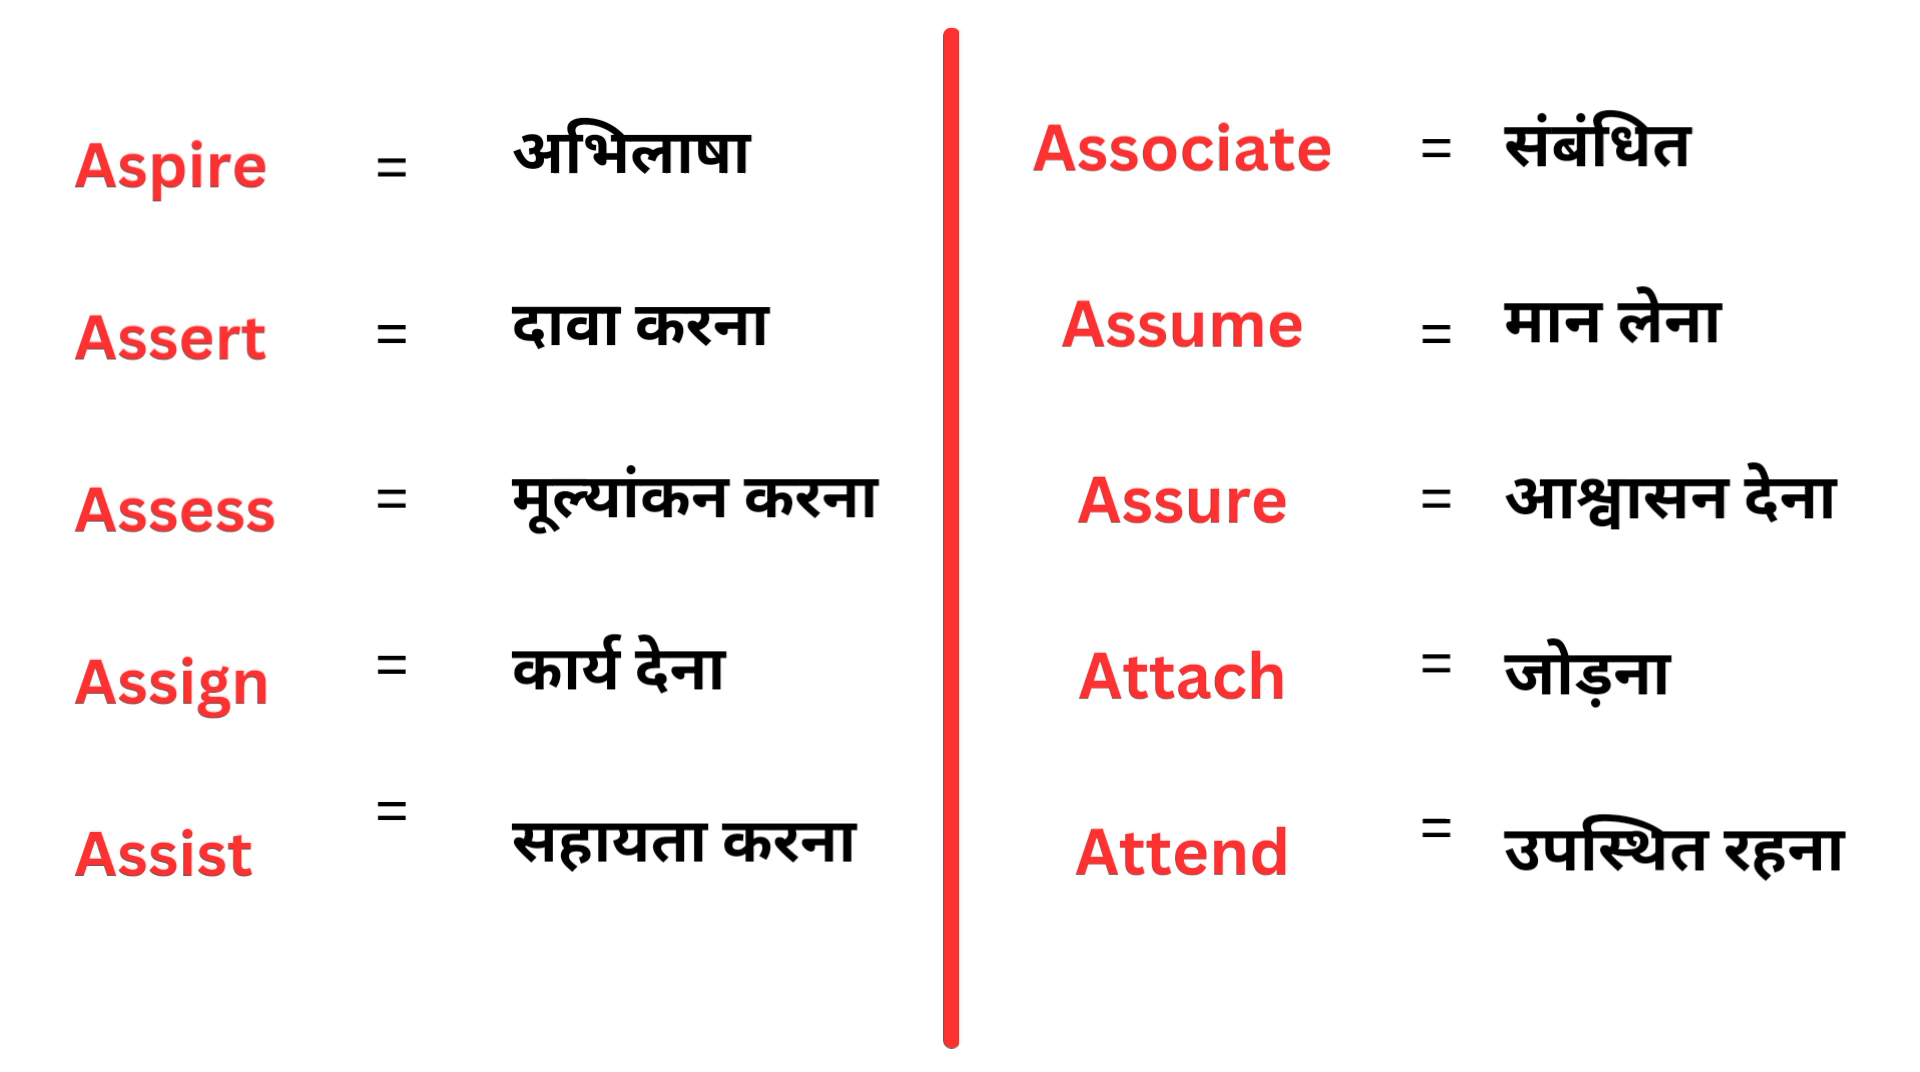 Aspire = अभिलाषा
Assert = दावा करना
Assess = मूल्यांकन करना
Assign = कार्य देना
Assist = सहायता करना
Associate = संबंधित
Assume = मान लेना
Assure = आश्वासन देना
Attach = जोड़ना
Attend = उपस्थित रहना